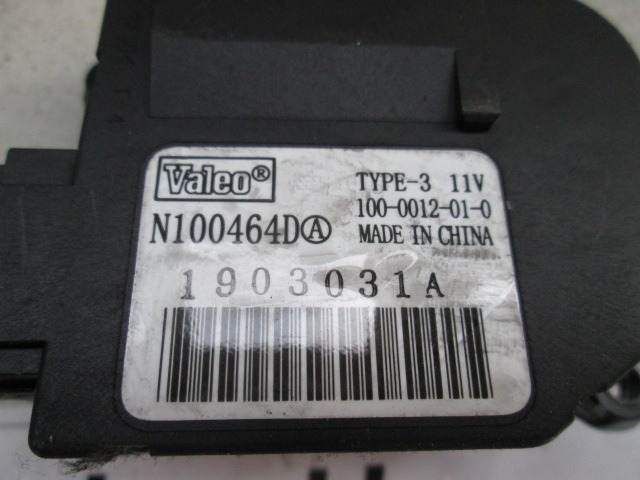 Valeo®
TYPE-3 11V
N100464DⒶ
100-0012-01-0
MADE IN CHINA
1903031A